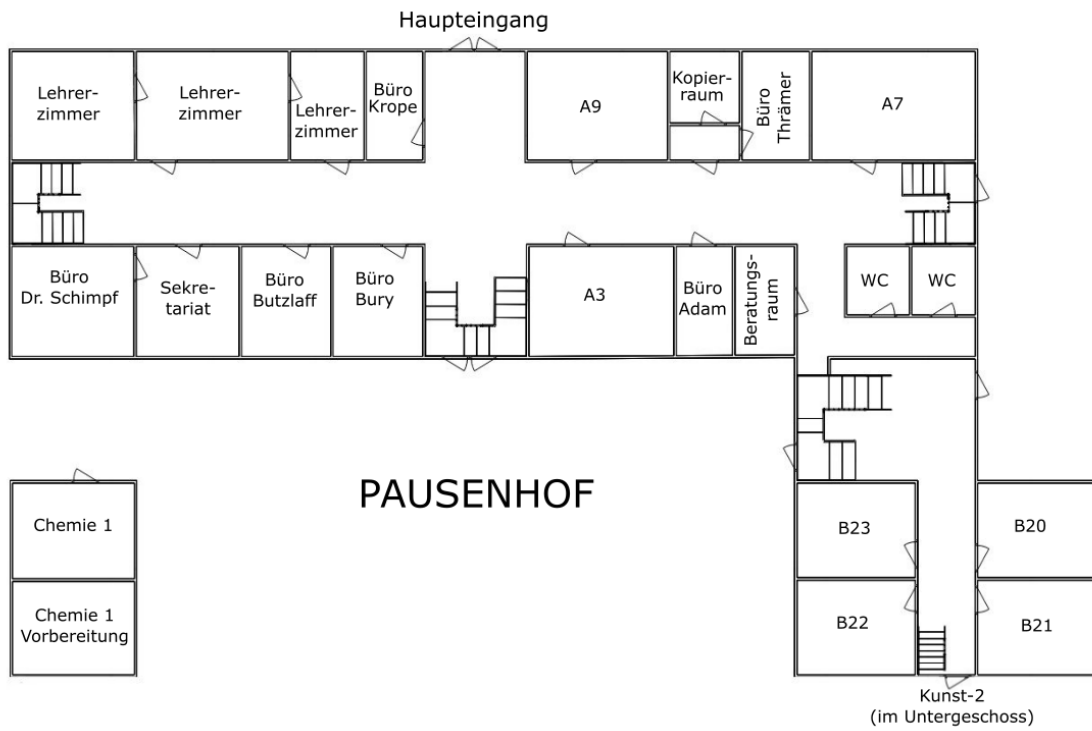 Haupteingang
Lehrer-
zimmer
Lehrer-
zimmer
Lehrer-
zimmer
Büro
Krope
A9
Kopier-
raum
Büro
Thrämer
A7
Büro
Dr. Schimpf
Sekre-
tariat
Büro
Butzlaff
Büro
Bury
A3
Büro
Adam
Beratungs-
raum
WC
WC
PAUSENHOF
Chemie 1
Chemie 1
Vorbereitung
B23
B20
B22
B21
Kunst-2
(im Untergeschoss)